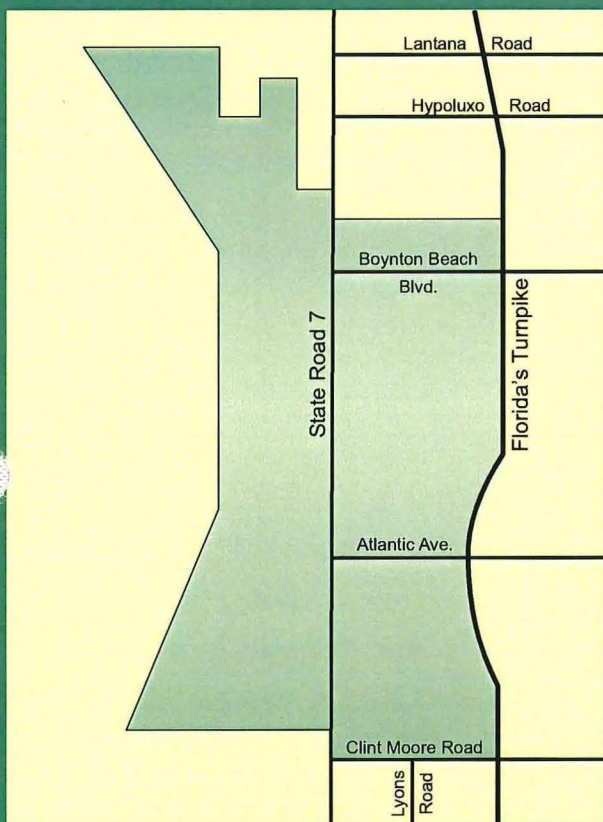 Lantana Road
Hypoluxo Road
Boynton Beach
Blvd.
State Road 7
Florida's Turnpike
Atlantic Ave.
Clint Moore Road
Lyons
Road